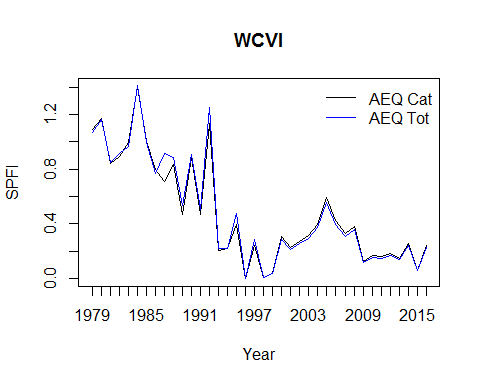 WCVI
AEQ Cat
AEQ Tot
SPFI
1.2
0.8
0.4
0.0
1979 1985 1991 1997 2003 2009 2015
Year